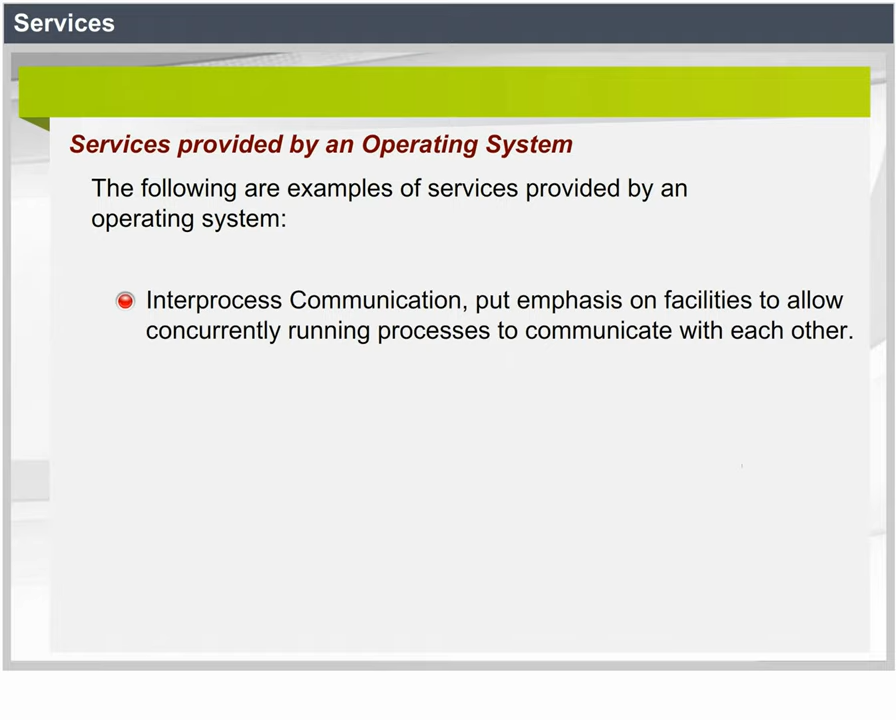 Services
Services provided by an Operating System
The following are examples of services provided by an
operating system:
Interprocess Communication, put emphasis on facilities to allow
concurrently running processes to communicate with each other.